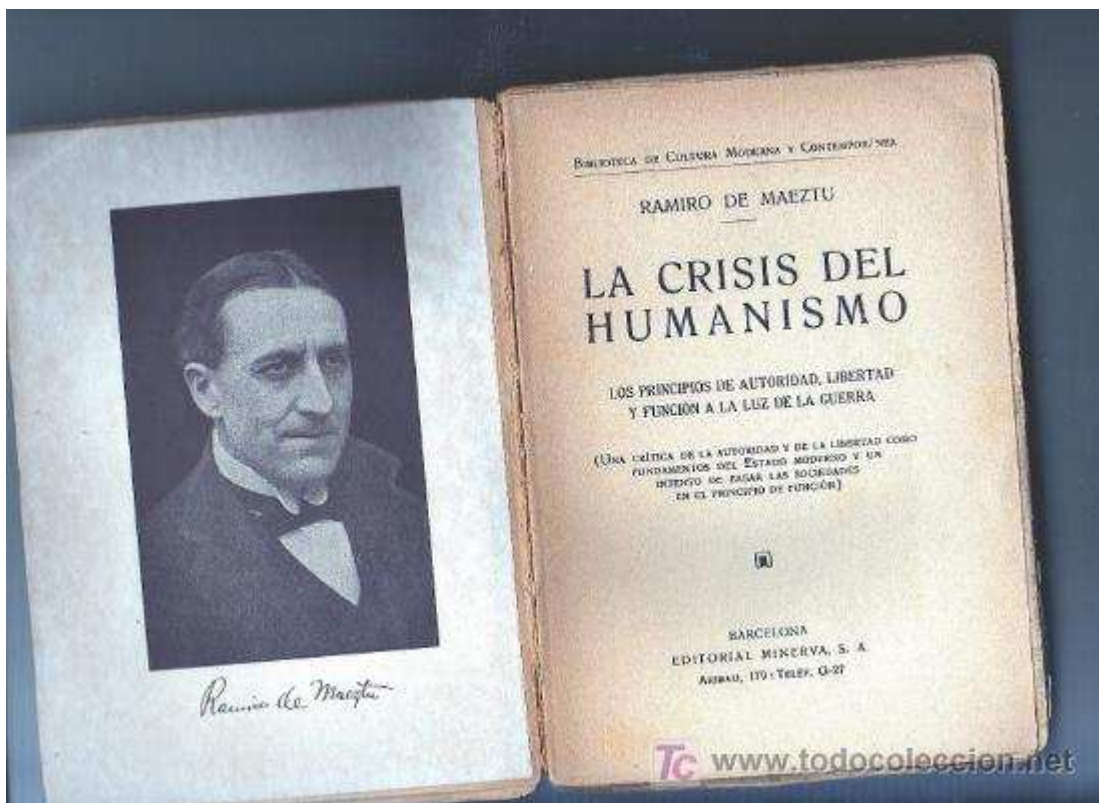 Ramiro de Maeztu
BIBLIOTECA DE CULTURA MODERNA Y CONTEMPORÁNEA
RAMIRO DE MAEZTU
LA CRISIS DEL
HUMANISMO
LOS PRINCIPIOS DE AUTORIDAD, LIBERTAD
Y FUNCIÓN A LA LUZ DE LA GUERRA
(UNA CRÍTICA DE LA AUTORIDAD Y DE LA LIBERTAD COMO
FUNDAMENTOS DEL ESTADO MODERNO Y UN
INTENTO DE BASAR LAS SOCIEDADES
EN EL PRINCIPIO DE FUNCIÓN)
BARCELONA
EDITORIAL MINERVA, S. A.
ARIBAU, 179 : TELÉF. G-27
Tc www.todocoleccion.net